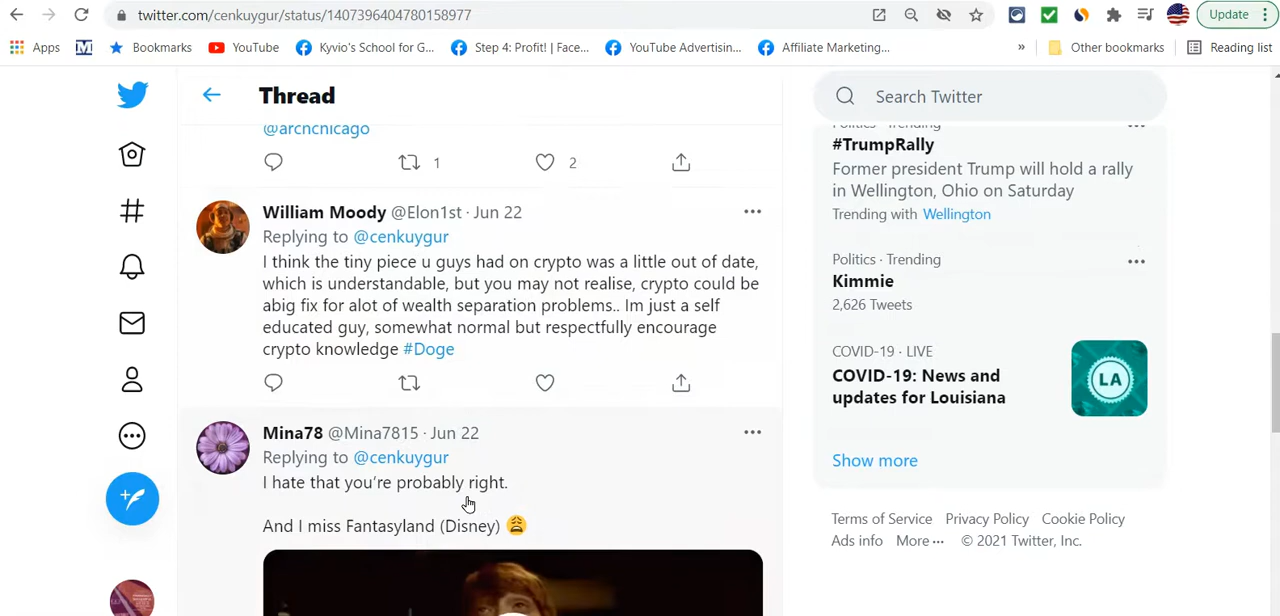 twitter.com/cenkuygur/status/1407396404780158977
Update
Apps
M
Bookmarks
YouTube
Kyvio's School for G...
Step 4: Profit! | Face...
YouTube Advertisin...
Affiliate Marketing...
»
Other bookmarks
Reading list
Thread
Search Twitter
@archchicago
1
2
William Moody @Elon1st · Jun 22
Replying to @cenkuygur
I think the tiny piece u guys had on crypto was a little out of date,
which is understandable, but you may not realise, crypto could be
abig fix for alot of wealth separation problems.. Im just a self
educated guy, somewhat normal but respectfully encourage
crypto knowledge #Doge
Mina78 @Mina7815 · Jun 22
Replying to @cenkuygur
I hate that you're probably right.
And I miss Fantasyland (Disney) 😩
Politics · Trending
#TrumpRally
Former president Trump will hold a rally
in Wellington, Ohio on Saturday
Trending with Wellington
Politics · Trending
Kimmie
2,626 Tweets
COVID-19 · LIVE
COVID-19: News and
updates for Louisiana
LA
Show more
Terms of Service Privacy Policy Cookie Policy
Ads info More ··· © 2021 Twitter, Inc.